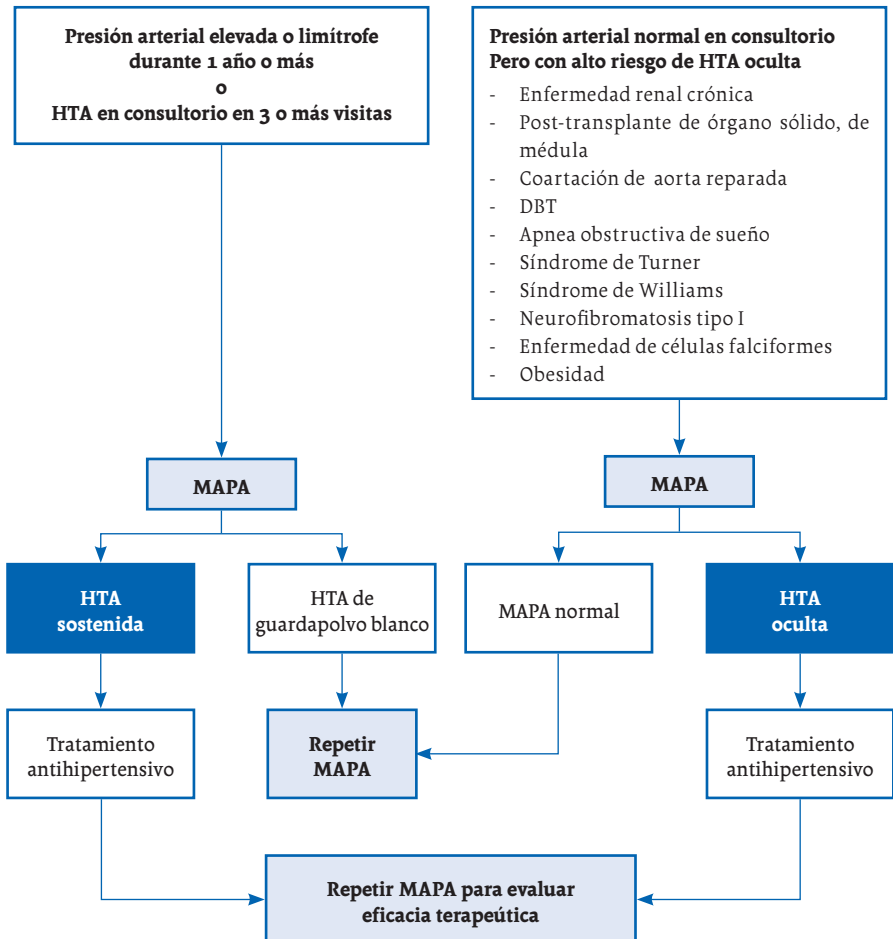 Presión arterial elevada o limítrofe
durante 1 año o más
o
HTA en consultorio en 3 o más visitas
Presión arterial normal en consultorio
Pero con alto riesgo de HTA oculta
- Enfermedad renal crónica
- Post-transplante de órgano sólido, de
médula
- Coartación de aorta reparada
- DBT
- Apnea obstructiva de sueño
- Síndrome de Turner
- Síndrome de Williams
- Neurofibromatosis tipo I
- Enfermedad de células falciformes
- Obesidad
MAPA
MAPA
HTA
sostenida
HTA de
guardapolvo blanco
MAPA normal
HTA
oculta
Tratamiento
antihipertensivo
Repetir
MAPA
Tratamiento
antihipertensivo
Repetir MAPA para evaluar
eficacia terapeútica